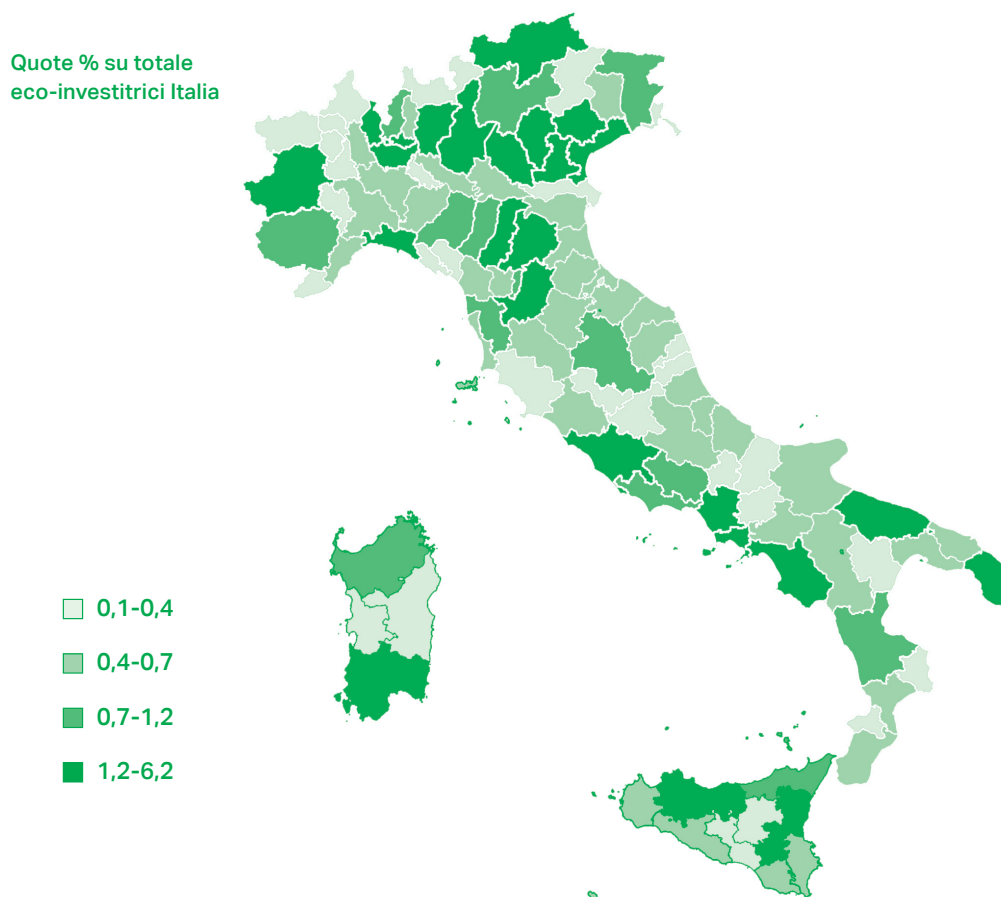 Quote % su totale
eco-investitrici Italia
0,1-0,4
0,4-0,7
0,7-1,2
1,2-6,2